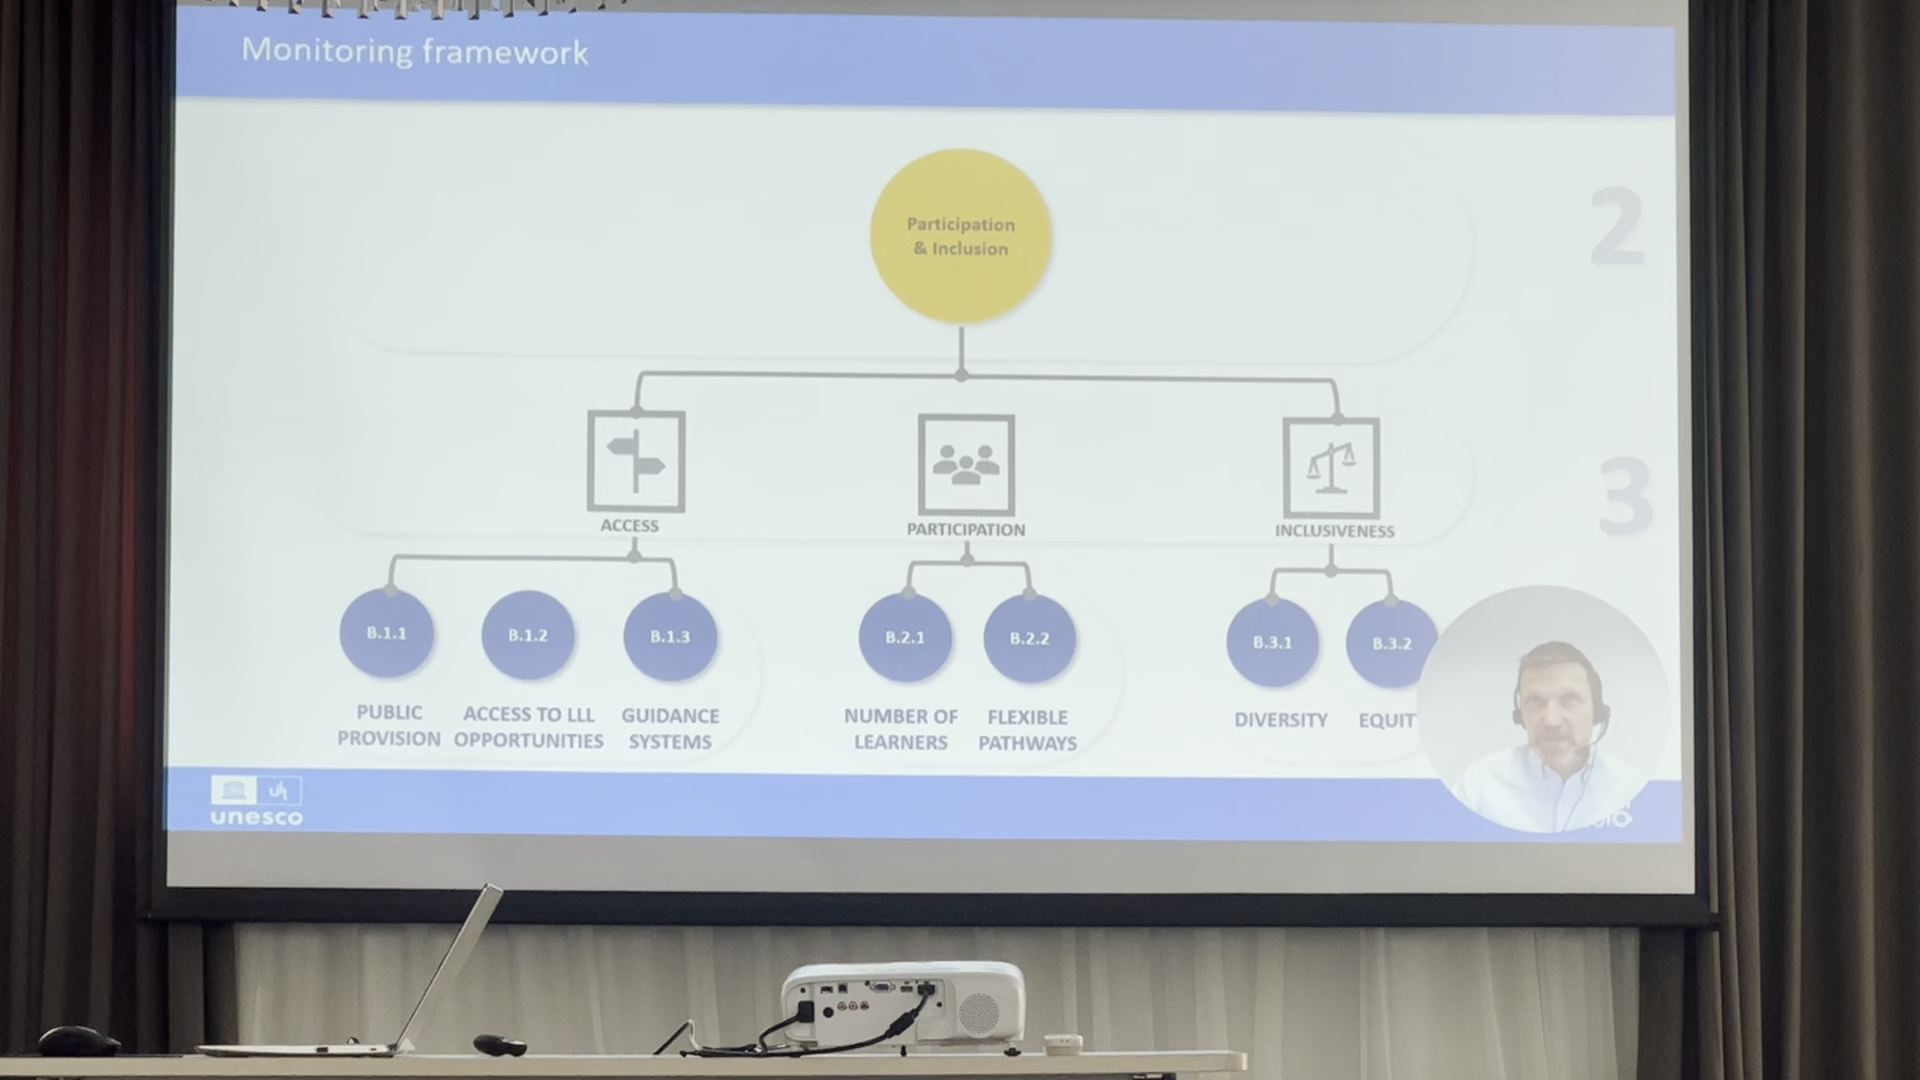 Monitoring framework
Participation
& Inclusion
2
3
ACCESS
PARTICIPATION
INCLUSIVENESS
B.1.1
B.1.2
B.1.3
B.2.1
B.2.2
B.3.1
B.3.2
PUBLIC
PROVISION
ACCESS TO LLL
OPPORTUNITIES
GUIDANCE
SYSTEMS
NUMBER OF
LEARNERS
FLEXIBLE
PATHWAYS
DIVERSITY
EQUIT
unesco